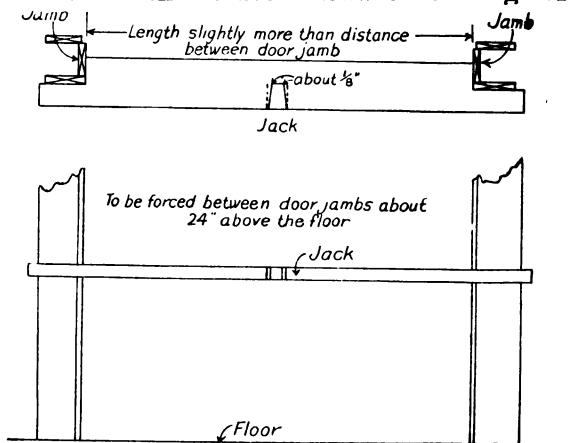 Jamb
Length slightly more than distance
between door jamb
Jamb
about 1/8"
Jack
To be forced between door jambs about
24" above the floor
Jack
Floor